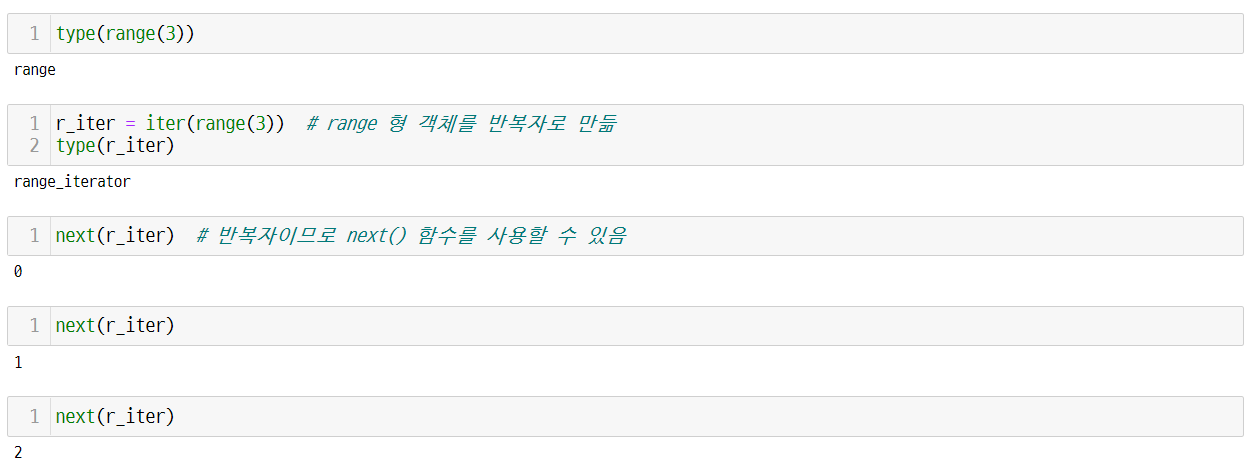 1 type(range(3))
range
1 r_iter = iter(range(3))  # range 형 객체를 반복자로 만듦
2 type(r_iter)
range_iterator
1 next(r_iter)  # 반복자이므로 next() 함수를 사용할 수 있음
0
1 next(r_iter)
1
1 next(r_iter)
2